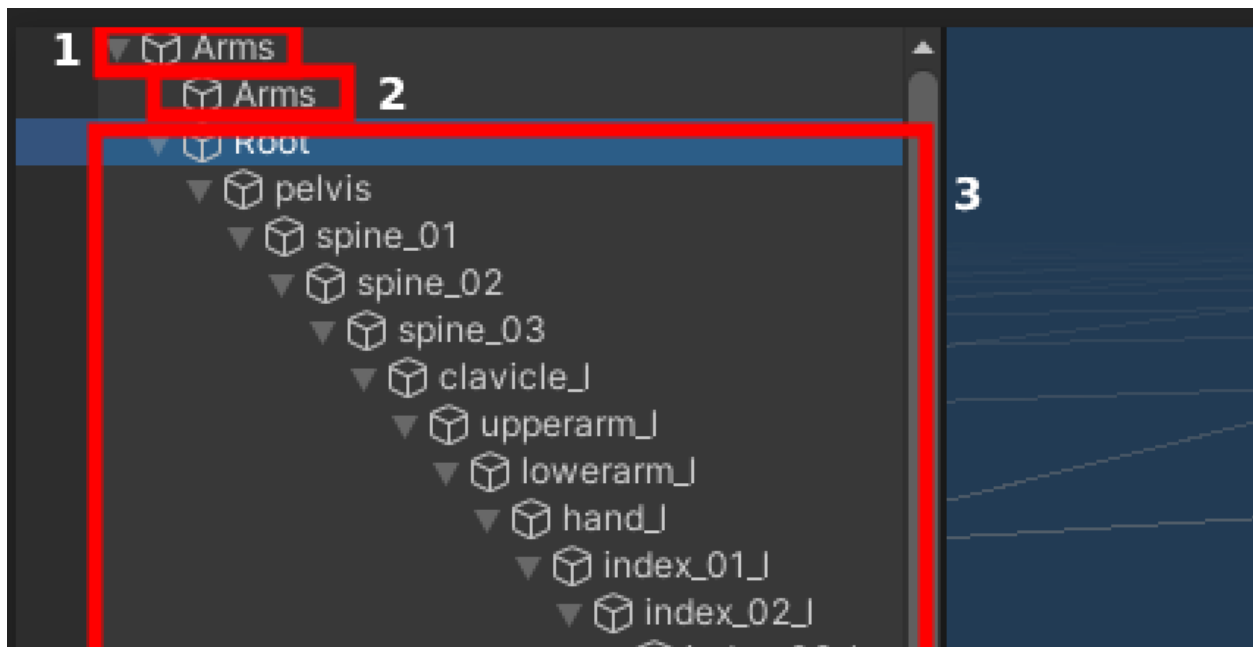 1 Arms
Arms 2
Root
pelvis 3
spine_01
spine_02
spine_03
clavicle_l
upperarm_l
lowerarm_l
hand_l
index_01_l
index_02_l